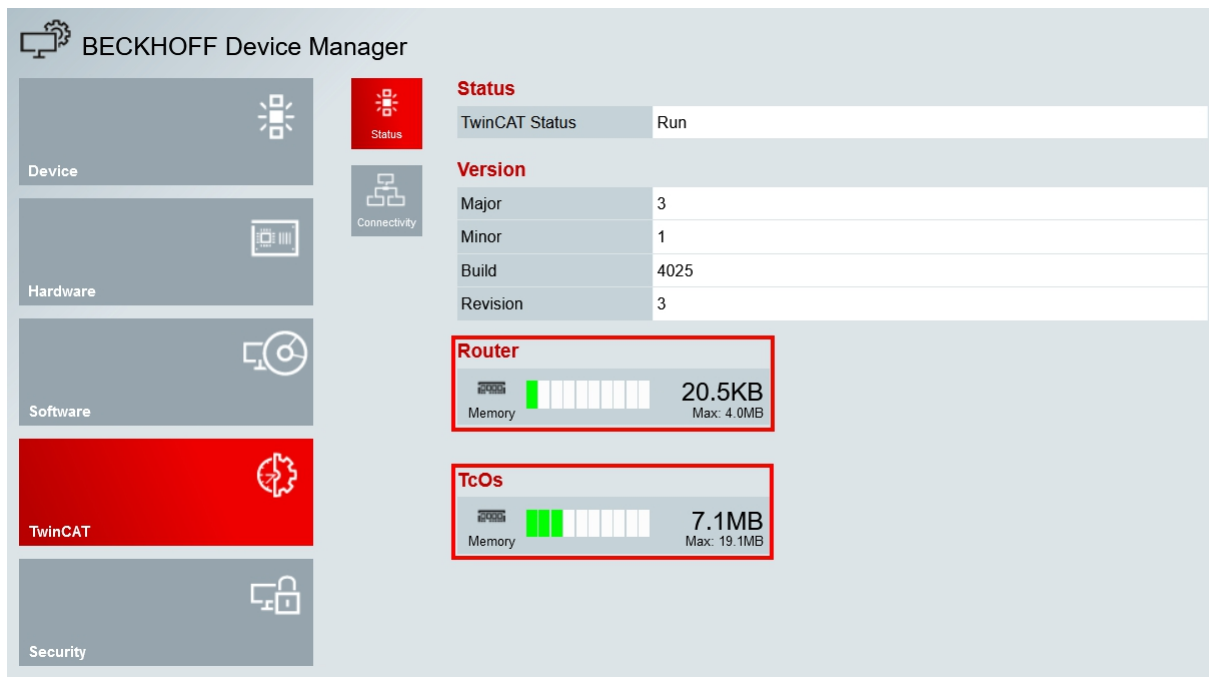 BECKHOFF Device Manager
Device
Hardware
Software
TwinCAT
Security
Status
Connectivity
Status
TwinCAT Status Run
Version
Major 3
Minor 1
Build 4025
Revision 3
Router
Memory 20.5KB
Max: 4.0MB
TcOs
Memory 7.1MB
Max: 19.1MB